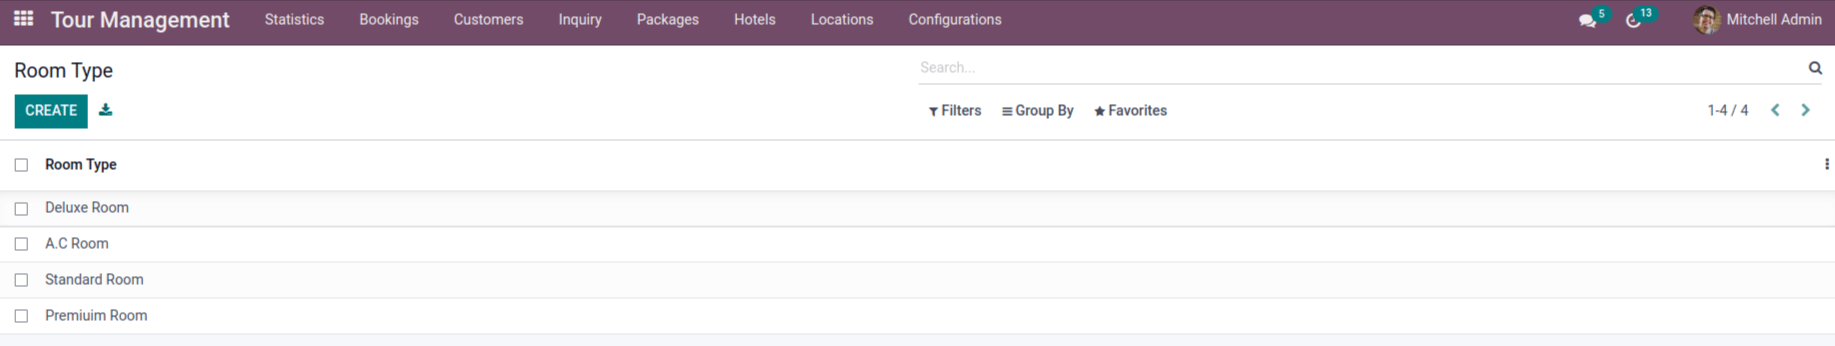 Tour Management Statistics Bookings Customers Inquiry Packages Hotels Locations Configurations 5 13 Mitchell Admin
Room Type Search...
CREATE Filters Group By Favorites 1-4 / 4
Room Type
Deluxe Room
A.C Room
Standard Room
Premiuim Room